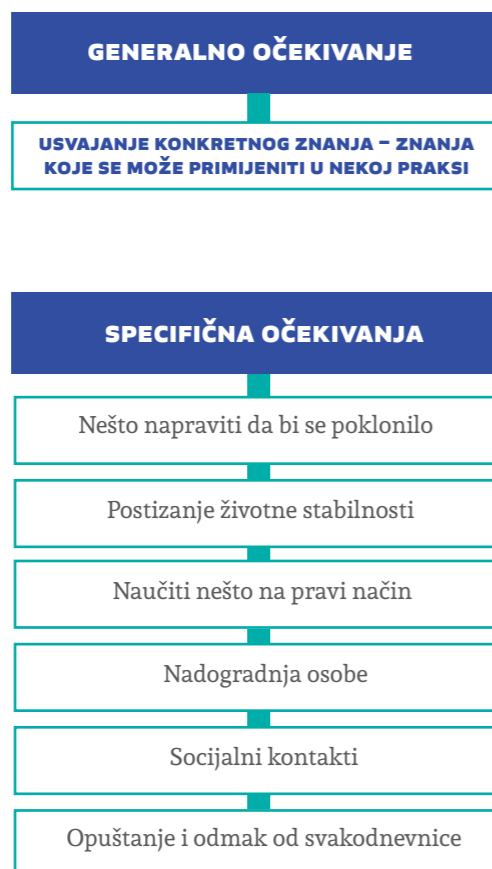 GENERALNO OČEKIVANJE
USVAJANJE KONKRETNOG ZNANJA – ZNANJA
KOJE SE MOŽE PRIMIJENITI U NEKOJ PRAKSI
SPECIFIČNA OČEKIVANJA
Nešto napraviti da bi se poklonilo
Postizanje životne stabilnosti
Naučiti nešto na pravi način
Nadogradnja osobe
Socijalni kontakti
Opuštanje i odmak od svakodnevnice